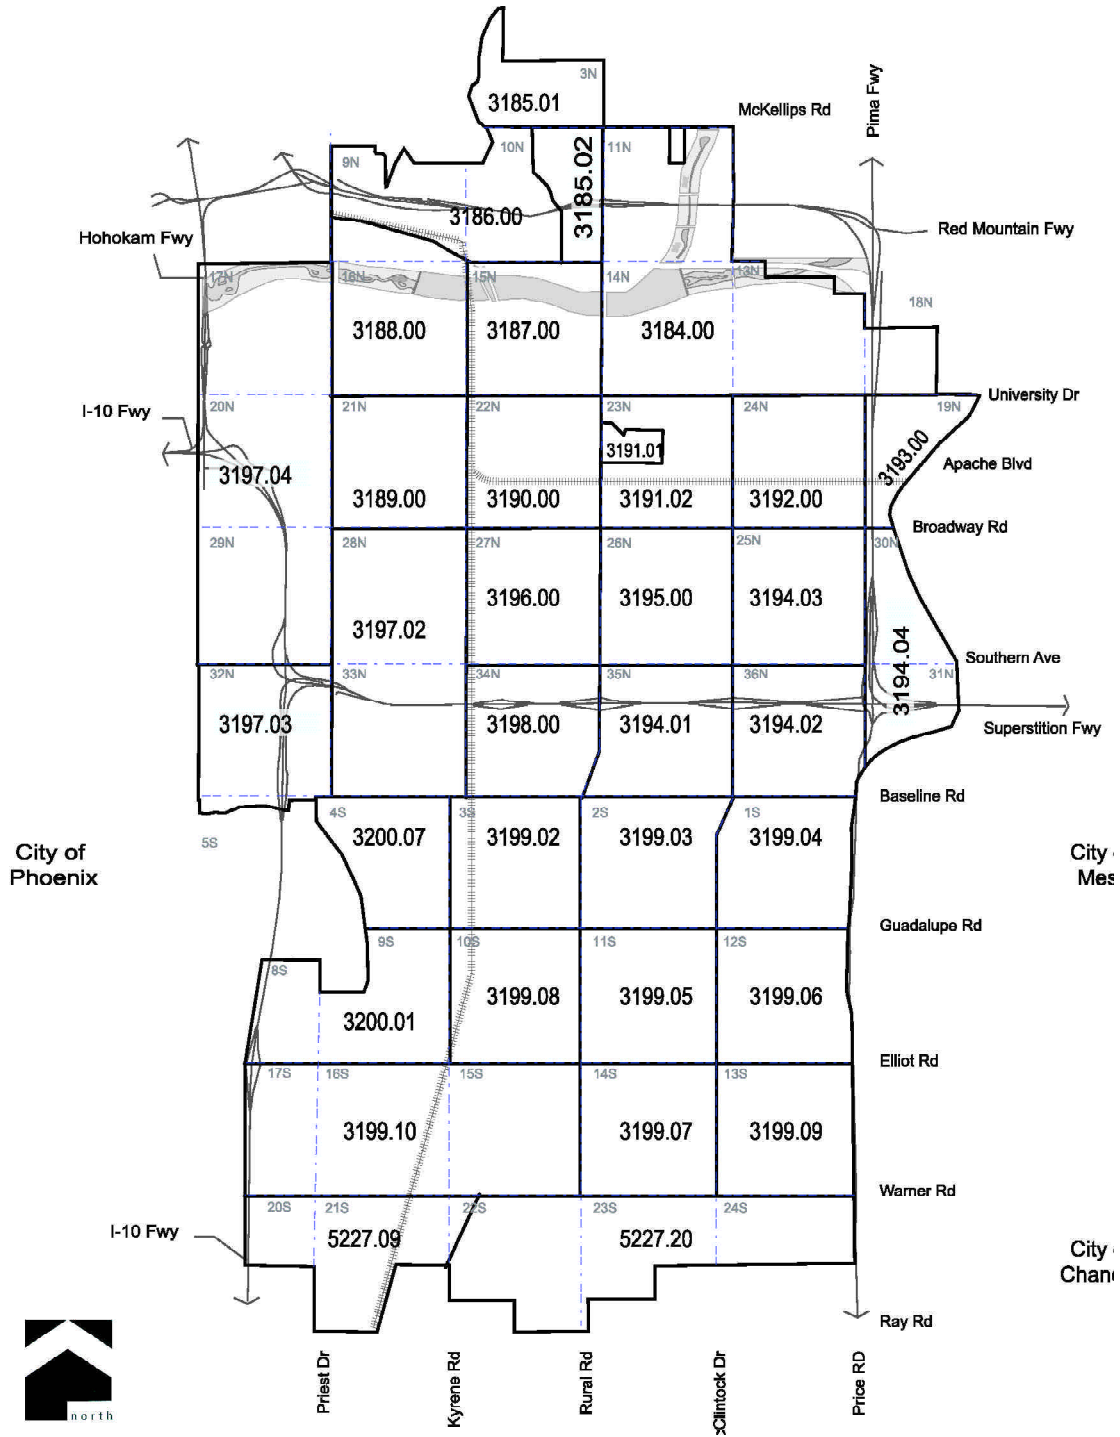 3N
3185.01
McKellips Rd
Pima Fwy
9N
10N
11N
3185.02
3186.00
Hohokam Fwy
Red Mountain Fwy
17N
16N
15N
14N
13N
18N
3188.00
3187.00
3184.00
I-10 Fwy
20N
21N
22N
23N
24N
19N
University Dr
3191.01
3193.00
Apache Blvd
3197.04
3189.00
3190.00
3191.02
3192.00
Broadway Rd
29N
28N
27N
26N
25N
30N
3196.00
3195.00
3194.03
3197.02
3194.04
Southern Ave
32N
33N
34N
35N
36N
31N
3197.03
3198.00
3194.01
3194.02
Superstition Fwy
Baseline Rd
5S
4S
3S
2S
1S
3200.07
3199.02
3199.03
3199.04
City of
Phoenix
City
Mes
Guadalupe Rd
8S
9S
10S
11S
12S
3200.01
3199.08
3199.05
3199.06
Elliot Rd
17S
16S
15S
14S
13S
3199.10
3199.07
3199.09
Warner Rd
20S
21S
22S
23S
24S
I-10 Fwy
5227.09
5227.20
City
Chan
Ray Rd
Priest Dr
Kyrene Rd
Rural Rd
cClintock Dr
Price RD
north